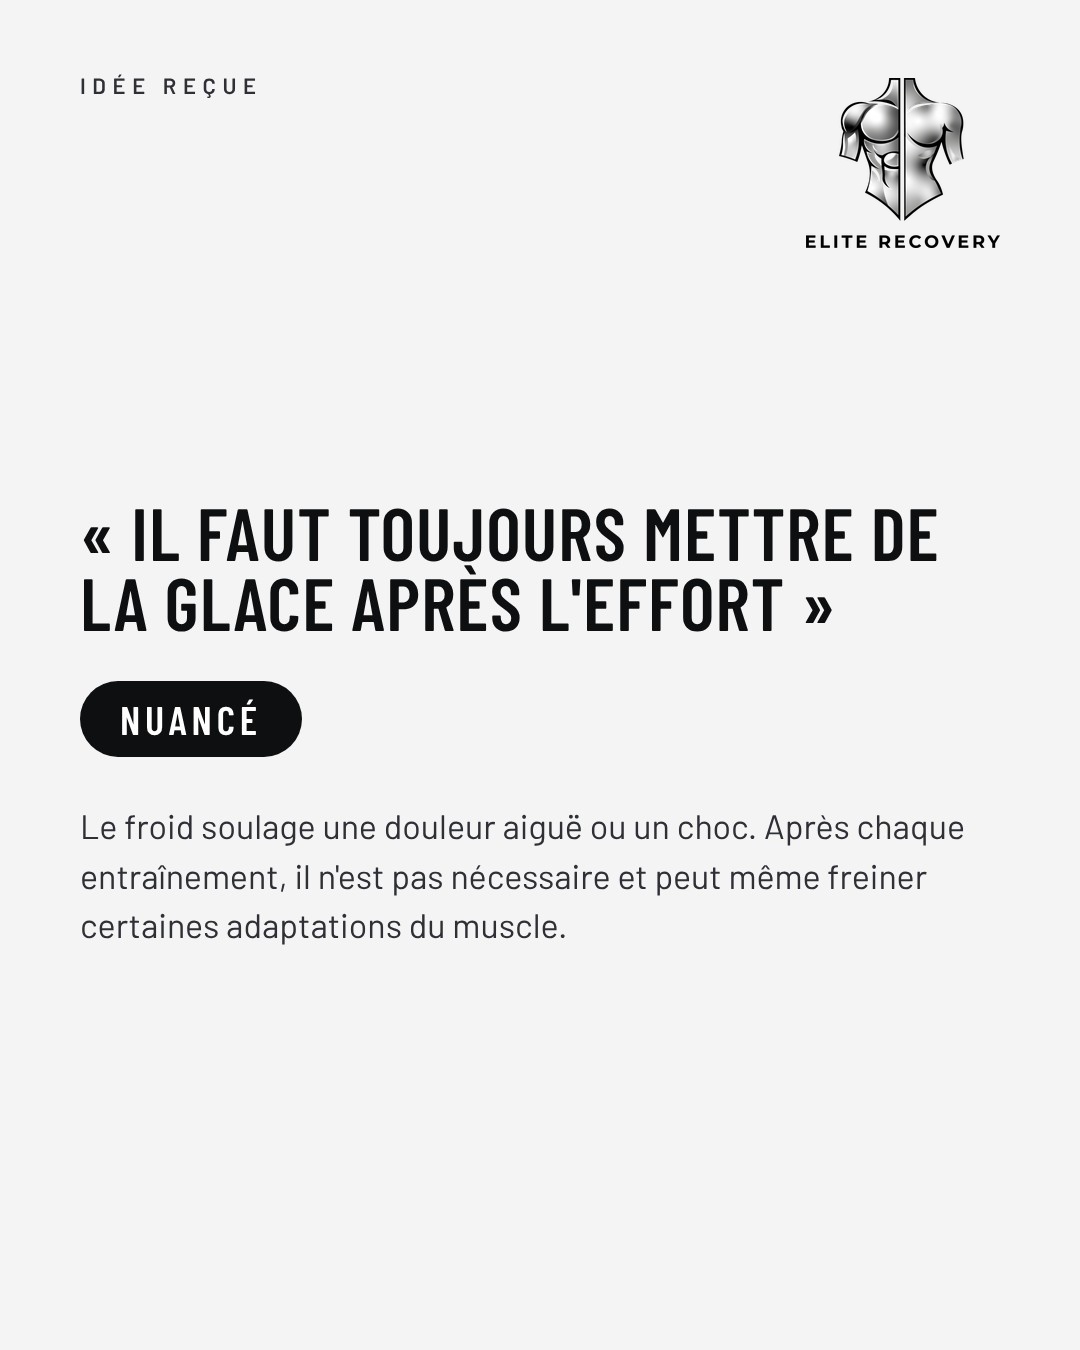 IDÉE REÇUE
ELITE RECOVERY
« IL FAUT TOUJOURS METTRE DE
LA GLACE APRÈS L'EFFORT »
NUANCÉ
Le froid soulage une douleur aiguë ou un choc. Après chaque
entraînement, il n'est pas nécessaire et peut même freiner
certaines adaptations du muscle.